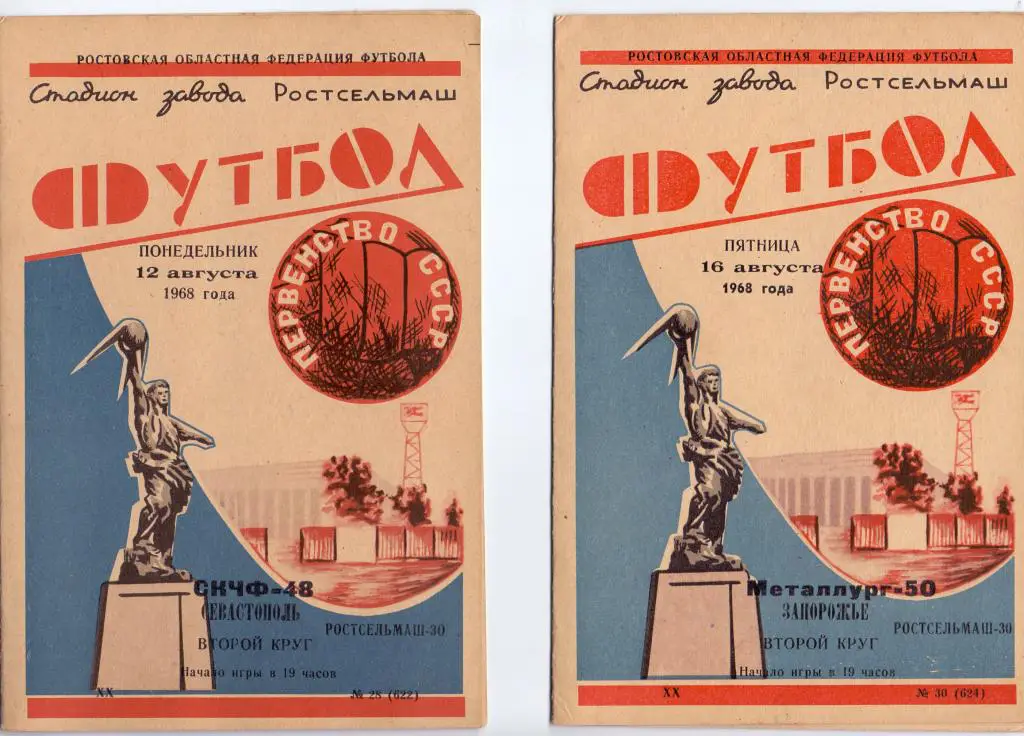 РОСТОВСКАЯ ОБЛАСТНАЯ ФЕДЕРАЦИЯ ФУТБОЛА
Стадион завода РОСТСЕЛЬМАШ
ФУТБОЛ
ПОНЕДЕЛЬНИК
12 августа
1968 года
ПЕРВЕНСТВО СССР
СКЧФ-48
СЕВАСТОПОЛЬ
РОСТСЕЛЬМАШ-30
ВТОРОЙ КРУГ
Начало игры в 19 часов
XX
№ 28 (622)
РОСТОВСКАЯ ОБЛАСТНАЯ ФЕДЕРАЦИЯ ФУТБОЛА
Стадион завода РОСТСЕЛЬМАШ
ФУТБОЛ
ПЯТНИЦА
16 августа
1968 года
ПЕРВЕНСТВО СССР
Металлург-50
ЗАПОРОЖЬЕ
РОСТСЕЛЬМАШ-30
ВТОРОЙ КРУГ
Начало игры в 19 часов
XX
№ 30 (624)